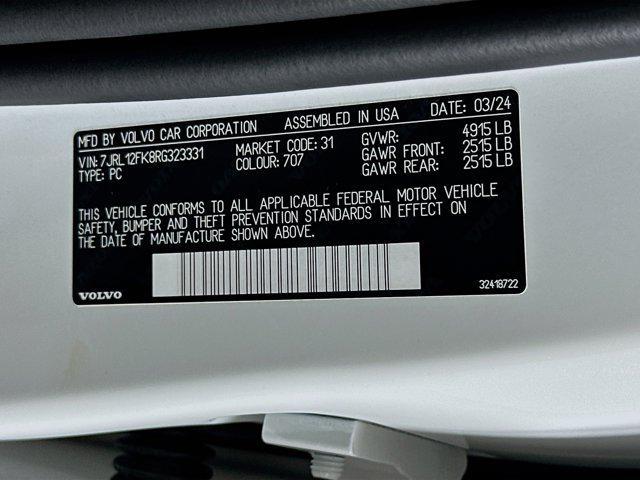 MFD BY VOLVO CAR CORPORATION ASSEMBLED IN USA DATE: 03/24
VIN: 7JRL12FK8RG323331 MARKET CODE: 31 GVWR: 4915 LB
TYPE: PC COLOUR: 707 GAWR FRONT: 2515 LB
GAWR REAR: 2515 LB
THIS VEHICLE CONFORMS TO ALL APPLICABLE FEDERAL MOTOR VEHICLE
SAFETY, BUMPER AND THEFT PREVENTION STANDARDS IN EFFECT ON
THE DATE OF MANUFACTURE SHOWN ABOVE.
VOLVO 32418722